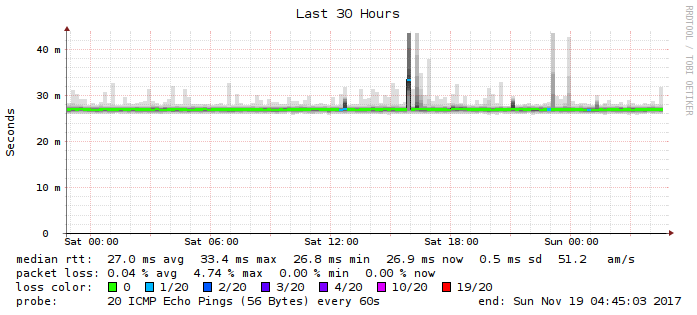 Last 30 Hours
RRDTOOL / TOBI OETIKER
Seconds
40 m
30 m
20 m
10 m
0
Sat 00:00 Sat 06:00 Sat 12:00 Sat 18:00 Sun 00:00
median rtt: 27.0 ms avg 33.4 ms max 26.8 ms min 26.9 ms now 0.5 ms sd 51.2 am/s
packet loss: 0.04 % avg 4.74 % max 0.00 % min 0.00 % now
loss color: 0 1/20 2/20 3/20 4/20 10/20 19/20
probe: 20 ICMP Echo Pings (56 Bytes) every 60s end: Sun Nov 19 04:45:03 2017